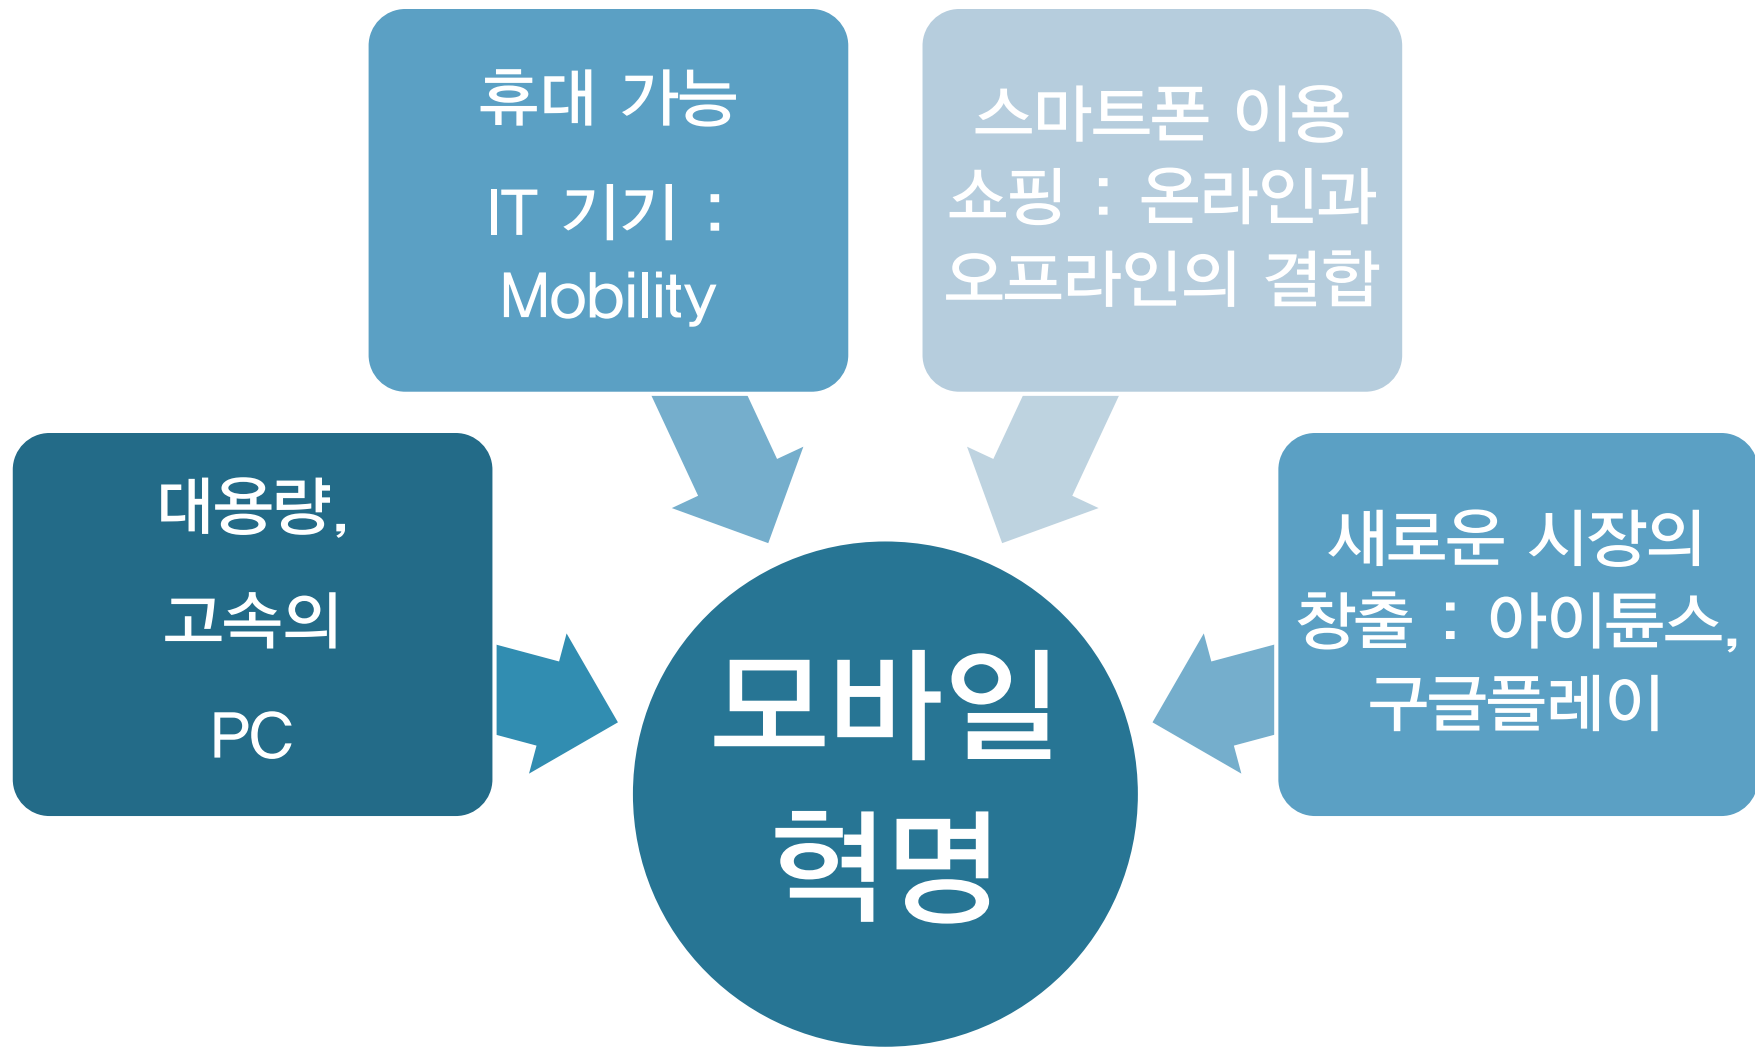 휴대 가능
IT 기기 :
Mobility
스마트폰 이용
쇼핑 : 온라인과
오프라인의 결합
대용량,
고속의
PC
새로운 시장의
창출 : 아이튠스,
구글플레이
모바일
혁명